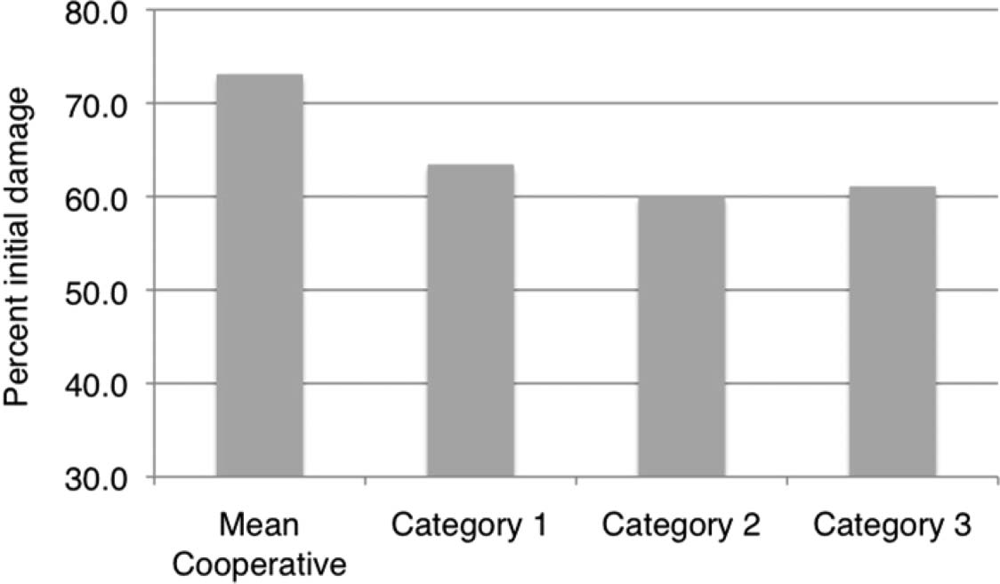 80.0
70.0
60.0
50.0
40.0
30.0
Percent initial damage
Mean
Cooperative
Category 1
Category 2
Category 3